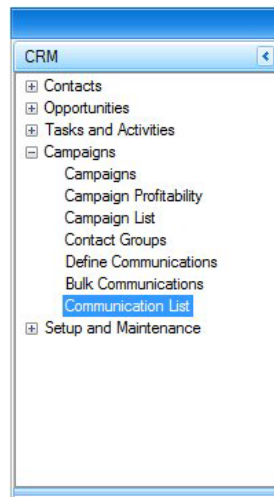 CRM
Contacts
Opportunities
Tasks and Activities
Campaigns
Campaigns
Campaign Profitability
Campaign List
Contact Groups
Define Communications
Bulk Communications
Communication List
Setup and Maintenance